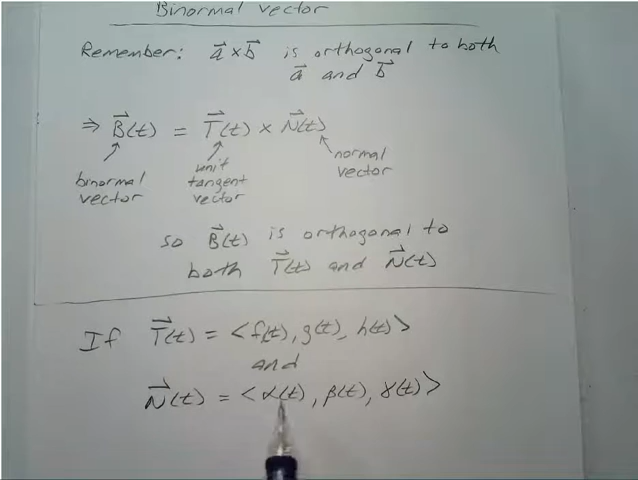 Binormal vector
Remember: a⃗ × b⃗ is orthogonal to both
a⃗ and b⃗
⇒ B⃗(t) = T⃗(t) × N⃗(t)
binormal vector
unit tangent vector
normal vector
so B⃗(t) is orthogonal to
both T⃗(t) and N⃗(t)
If T⃗(t) = <f(t), g(t), h(t)>
and
N⃗(t) = <α(t), β(t), γ(t)>